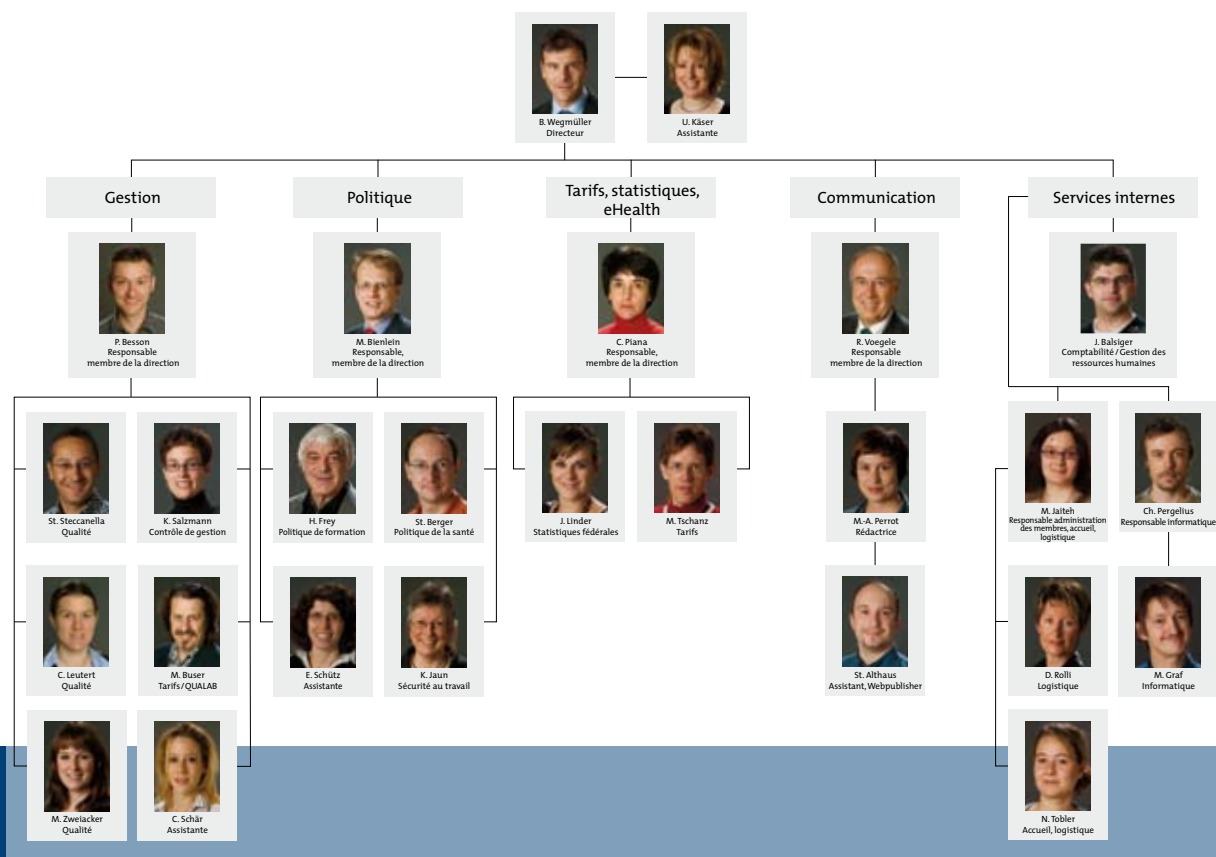 B. Wegmüller
Directeur
U. Käser
Assistante
Gestion
Politique
Tarifs, statistiques,
eHealth
Communication
Services internes
P. Besson
Responsable
membre de la direction
M. Bienlein
Responsable,
membre de la direction
C. Piana
Responsable,
membre de la direction
R. Voegele
Responsable
membre de la direction
J. Balsiger
Comptabilité / Gestion des
ressources humaines
St. Steccanella
Qualité
K. Salzmann
Contrôle de gestion
H. Frey
Politique de formation
St. Berger
Politique de la santé
J. Linder
Statistiques fédérales
M. Tschanz
Tarifs
M.-A. Perrot
Rédactrice
M. Jaiteh
Responsable administration
des membres, accueil,
logistique
Ch. Pergelius
Responsable informatique
C. Leutert
Qualité
M. Buser
Tarifs / QUALAB
E. Schütz
Assistante
K. Jaun
Sécurité au travail
St. Althaus
Assistant, Webpublisher
D. Rolli
Logistique
M. Graf
Informatique
M. Zweiacker
Qualité
C. Schär
Assistante
N. Tobler
Accueil, logistique